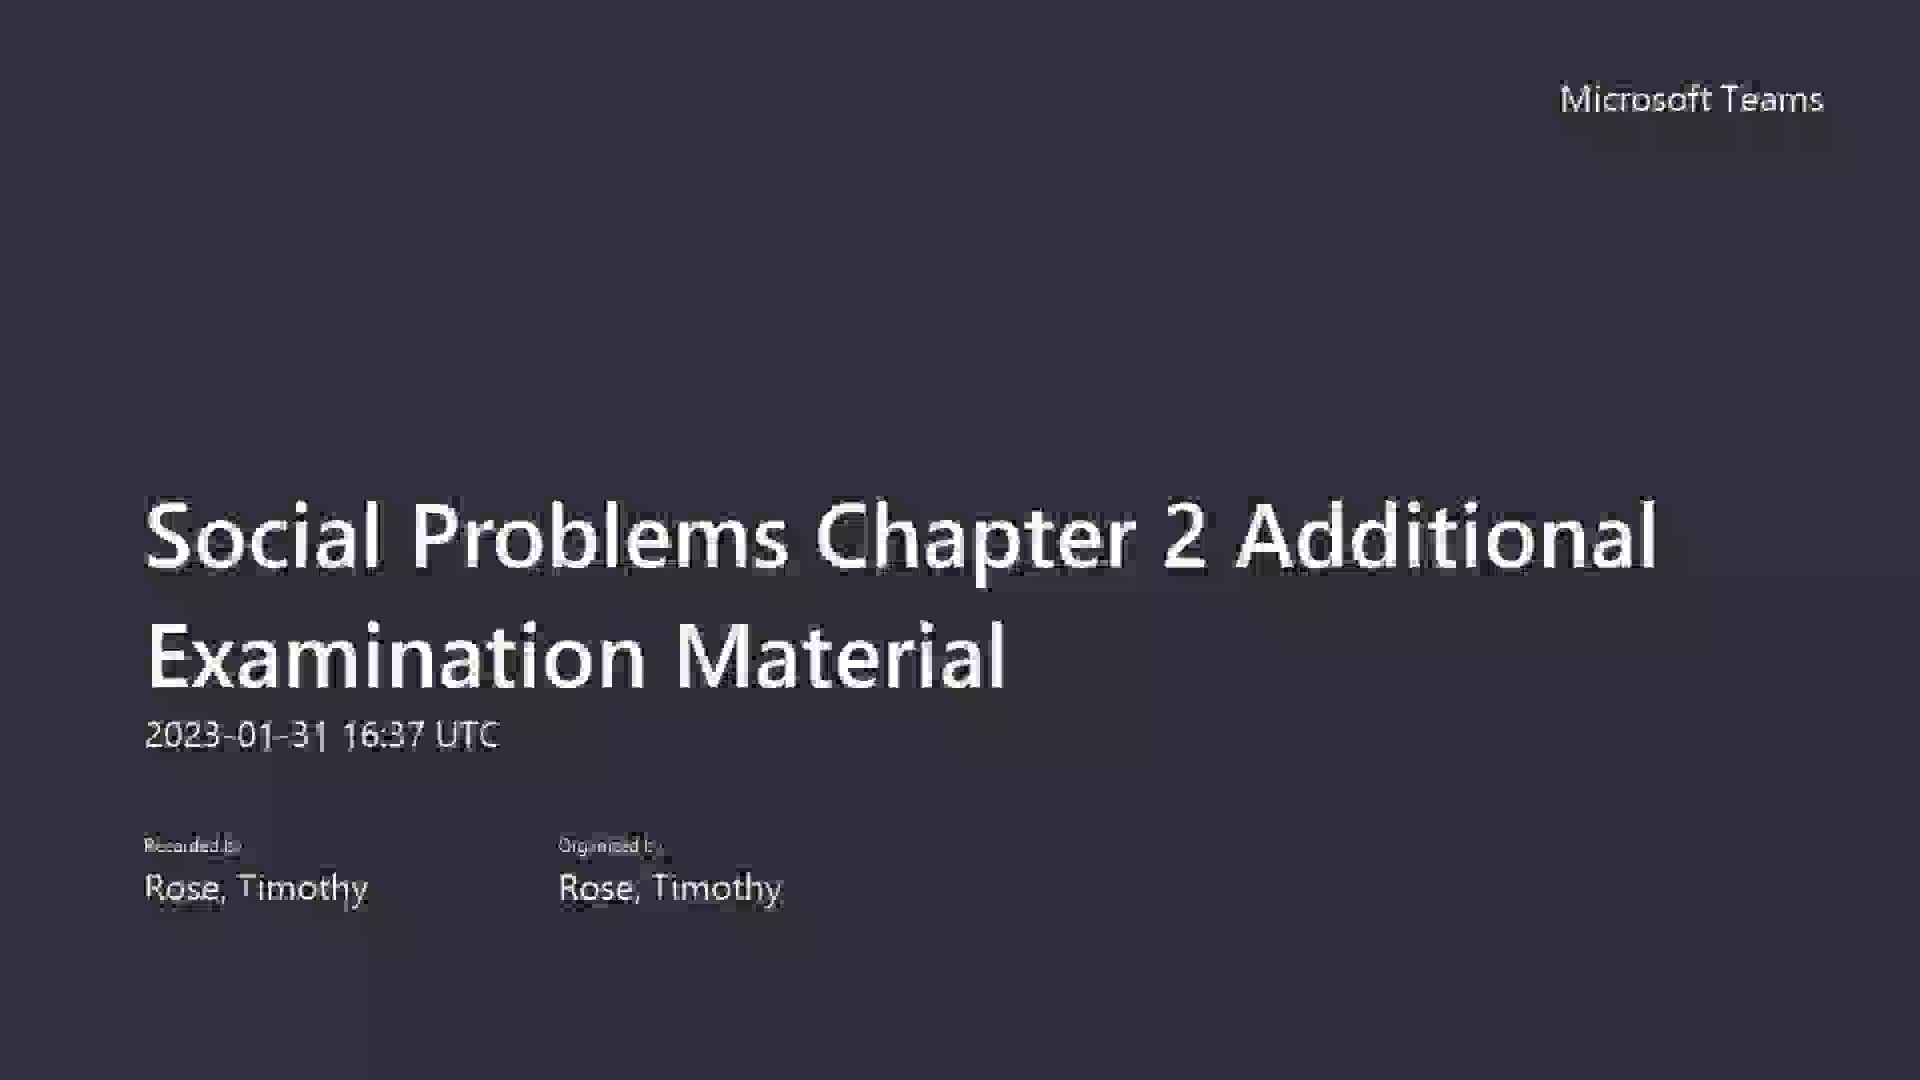 Microsoft Teams
Social Problems Chapter 2 Additional
Examination Material
2023-01-31 16:37 UTC
Recorded by
Organized by
Rose, Timothy
Rose, Timothy